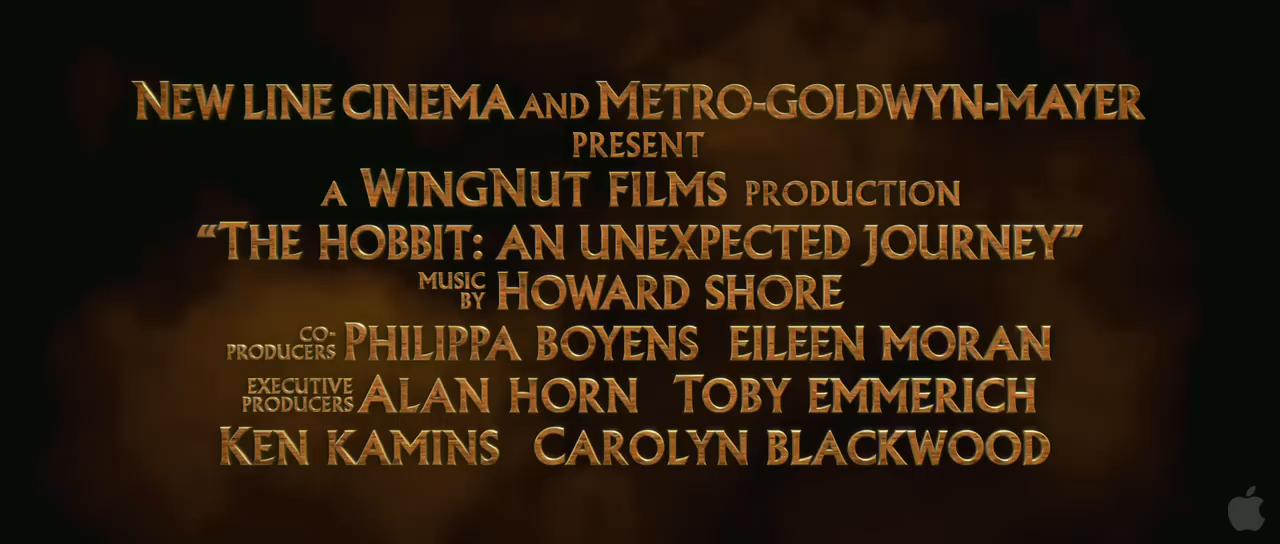 NEW LINE CINEMA AND METRO-GOLDWYN-MAYER
PRESENT
A WINGNUT FILMS PRODUCTION
“THE HOBBIT: AN UNEXPECTED JOURNEY”
MUSIC BY HOWARD SHORE
CO-PRODUCERS PHILIPPA BOYENS EILEEN MORAN
EXECUTIVE PRODUCERS ALAN HORN TOBY EMMERICH
KEN KAMINS CAROLYN BLACKWOOD